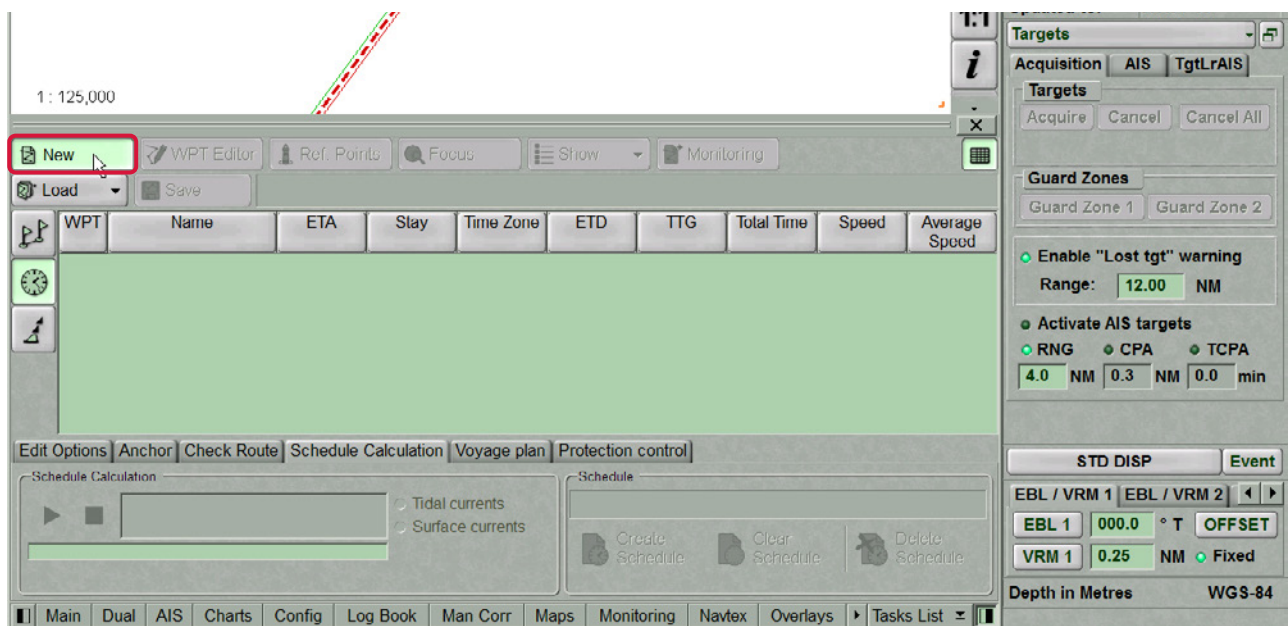 1:1
Targets
Acquisition AIS TgtLrAIS
Targets
i
1 : 125,000
Acquire Cancel Cancel All
X
New WPT Editor Ref. Points Focus Show Monitoring
Guard Zones
Load Save
Guard Zone 1 Guard Zone 2
WPT Name ETA Stay Time Zone ETD TTG Total Time Speed Average
Speed
Enable "Lost tgt" warning
Range: 12.00 NM
Activate AIS targets
RNG CPA TCPA
4.0 NM 0.3 NM 0.0 min
Edit Options Anchor Check Route Schedule Calculation Voyage plan Protection control
STD DISP Event
Schedule Calculation Schedule
EBL / VRM 1 EBL / VRM 2
Tidal currents
Surface currents
EBL 1 000.0 ° T OFFSET
Create Clear Delete
Schedule Schedule Schedule
VRM 1 0.25 NM Fixed
Depth in Metres WGS-84
Main Dual AIS Charts Config Log Book Man Corr Maps Monitoring Navtex Overlays Tasks List